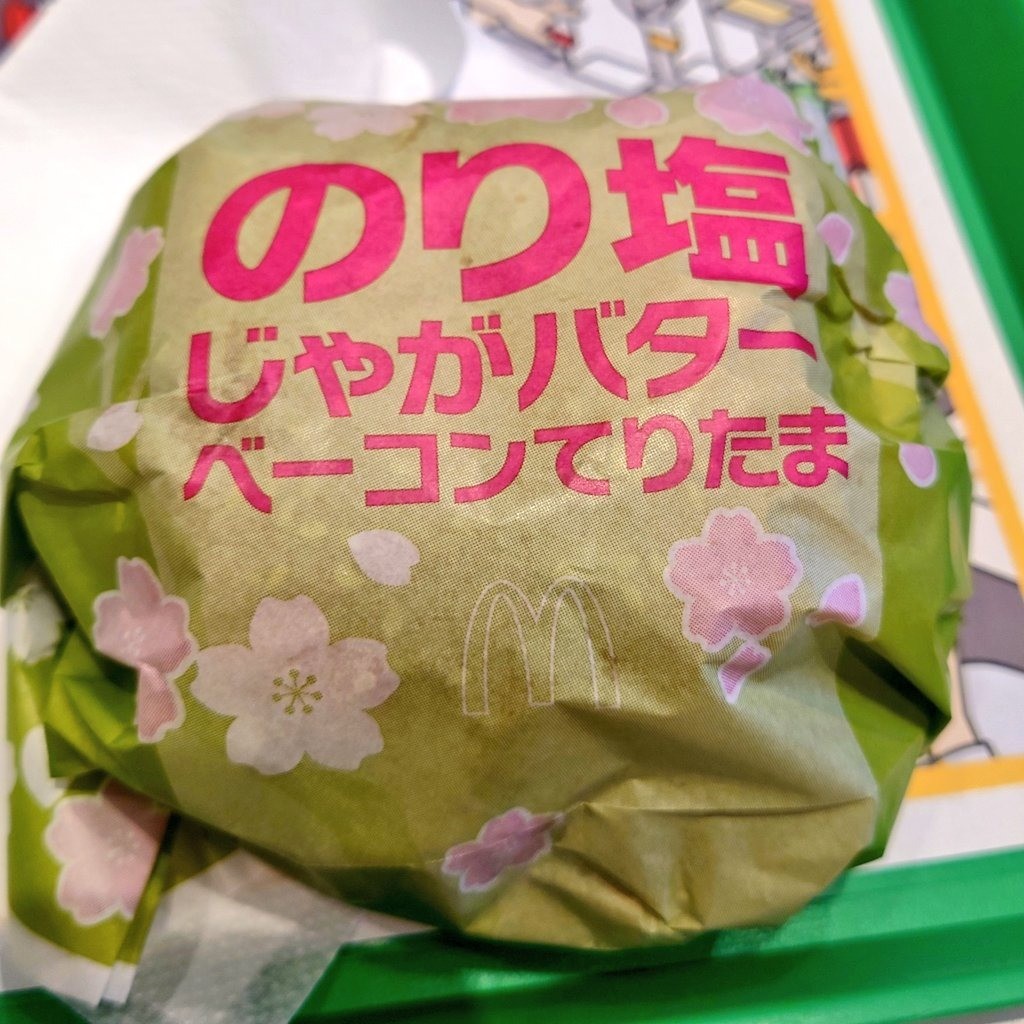 のり塩
じゃがバター
ベーコンてりたま